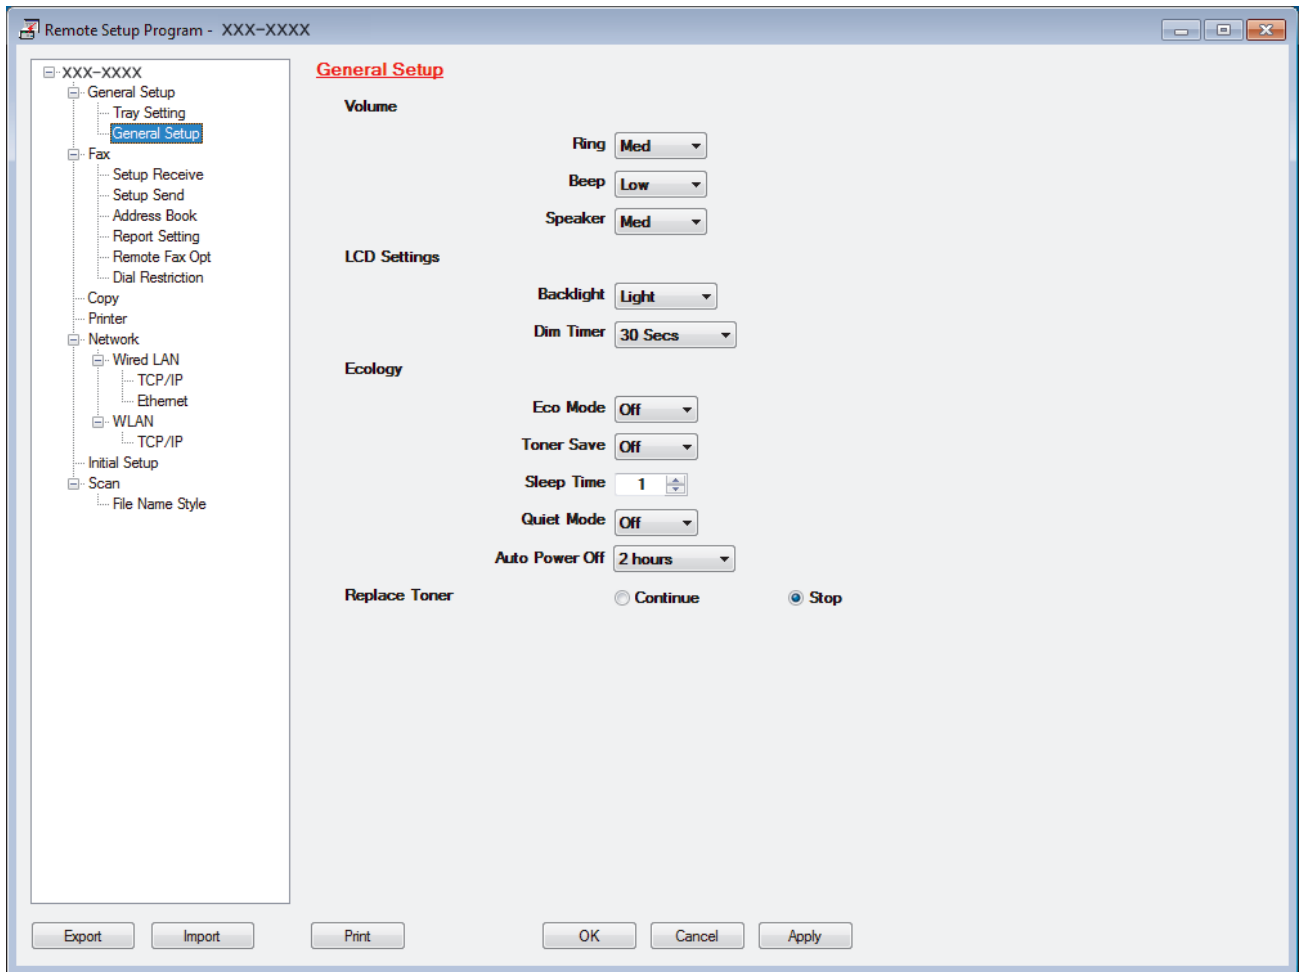 Remote Setup Program - XXX-XXXX
XXX-XXXX
General Setup
Tray Setting
General Setup
Fax
Setup Receive
Setup Send
Address Book
Report Setting
Remote Fax Opt
Dial Restriction
Copy
Printer
Network
Wired LAN
TCP/IP
Ethernet
WLAN
TCP/IP
Initial Setup
Scan
File Name Style
General Setup
Volume
Ring Med
Beep Low
Speaker Med
LCD Settings
Backlight Light
Dim Timer 30 Secs
Ecology
Eco Mode Off
Toner Save Off
Sleep Time 1
Quiet Mode Off
Auto Power Off 2 hours
Replace Toner Continue Stop
Export Import Print OK Cancel Apply